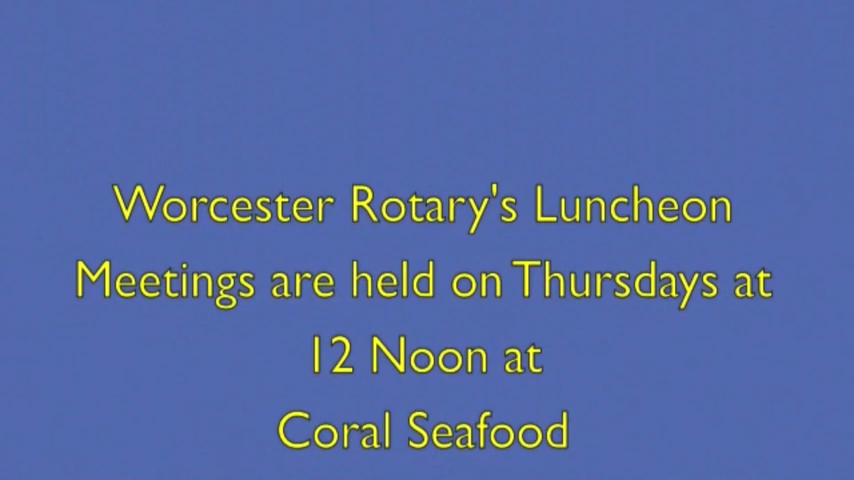 Worcester Rotary's Luncheon
Meetings are held on Thursdays at
12 Noon at
Coral Seafood